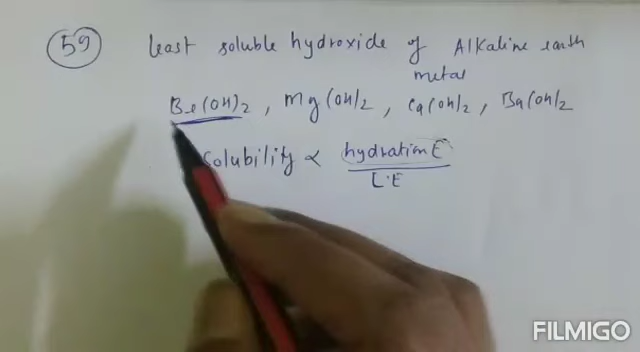 59 Least soluble hydroxide of Alkaline earth
metal
Be(OH)2, Mg(OH)2, Ca(OH)2, Ba(OH)2
Solubility ∝ hydration E
L.E
FILMIGO